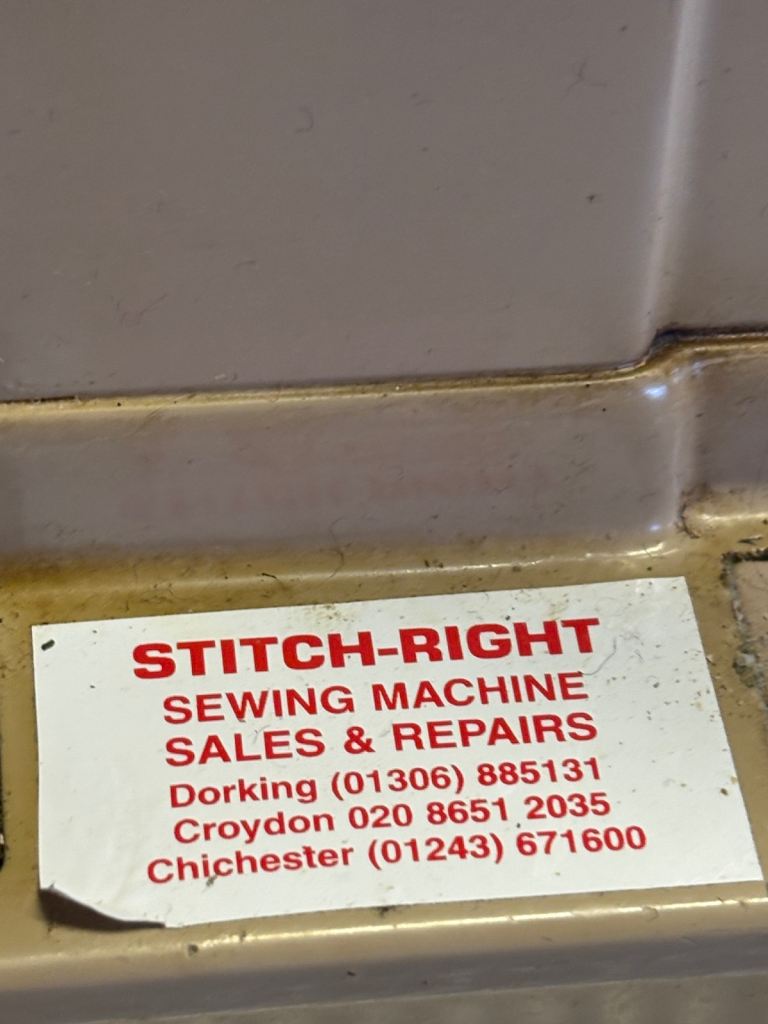 STITCH-RIGHT
SEWING MACHINE
SALES & REPAIRS
Dorking (01306) 885131
Croydon 020 8651 2035
Chichester (01243) 671600